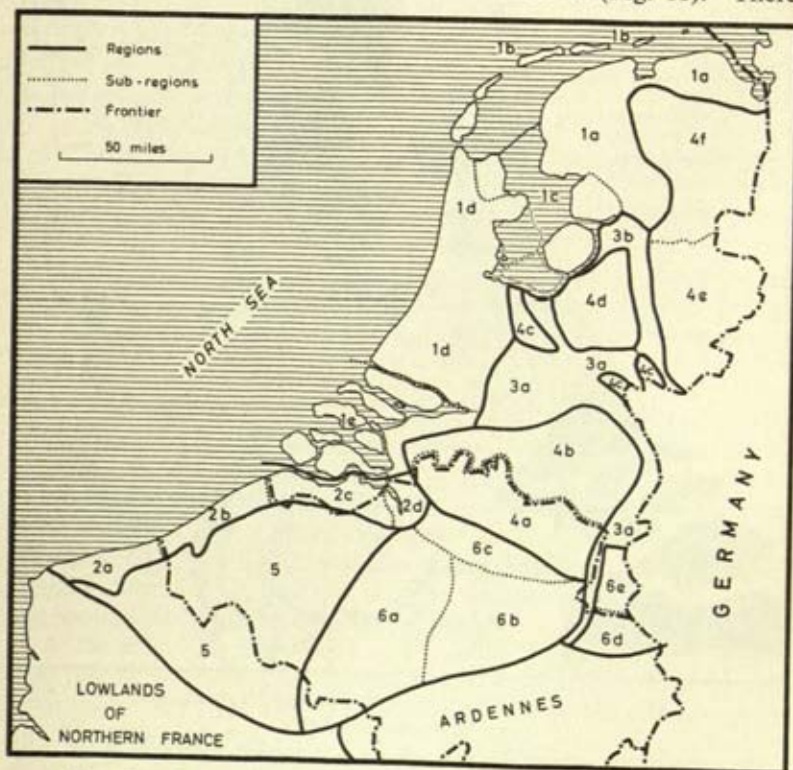 There
Regions
Sub-regions
Frontier
50 miles
1b
1b
1a
1a
4f
1c
1d
3b
4d
4e
4c
NORTH SEA
1d
3a
3a
1e
4b
2c
2d
2b
4a
3a
6c
2a
5
6e
6a
6b
6d
5
GERMANY
LOWLANDS
OF
NORTHERN FRANCE
ARDENNES